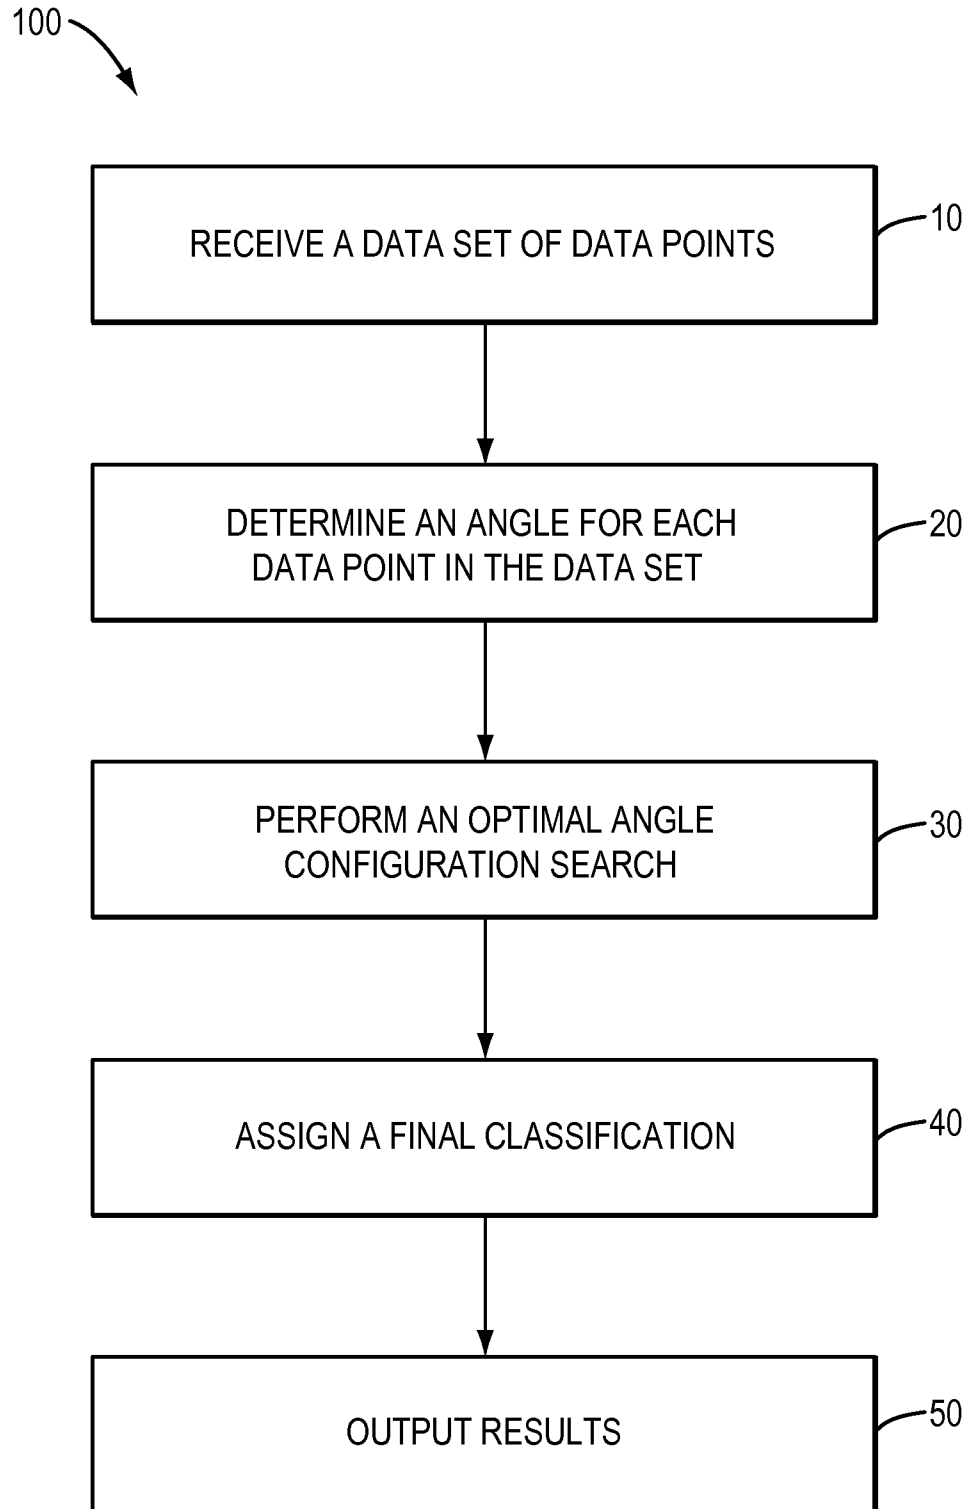 100
RECEIVE A DATA SET OF DATA POINTS
10
DETERMINE AN ANGLE FOR EACH
DATA POINT IN THE DATA SET
20
PERFORM AN OPTIMAL ANGLE
CONFIGURATION SEARCH
30
ASSIGN A FINAL CLASSIFICATION
40
OUTPUT RESULTS
50